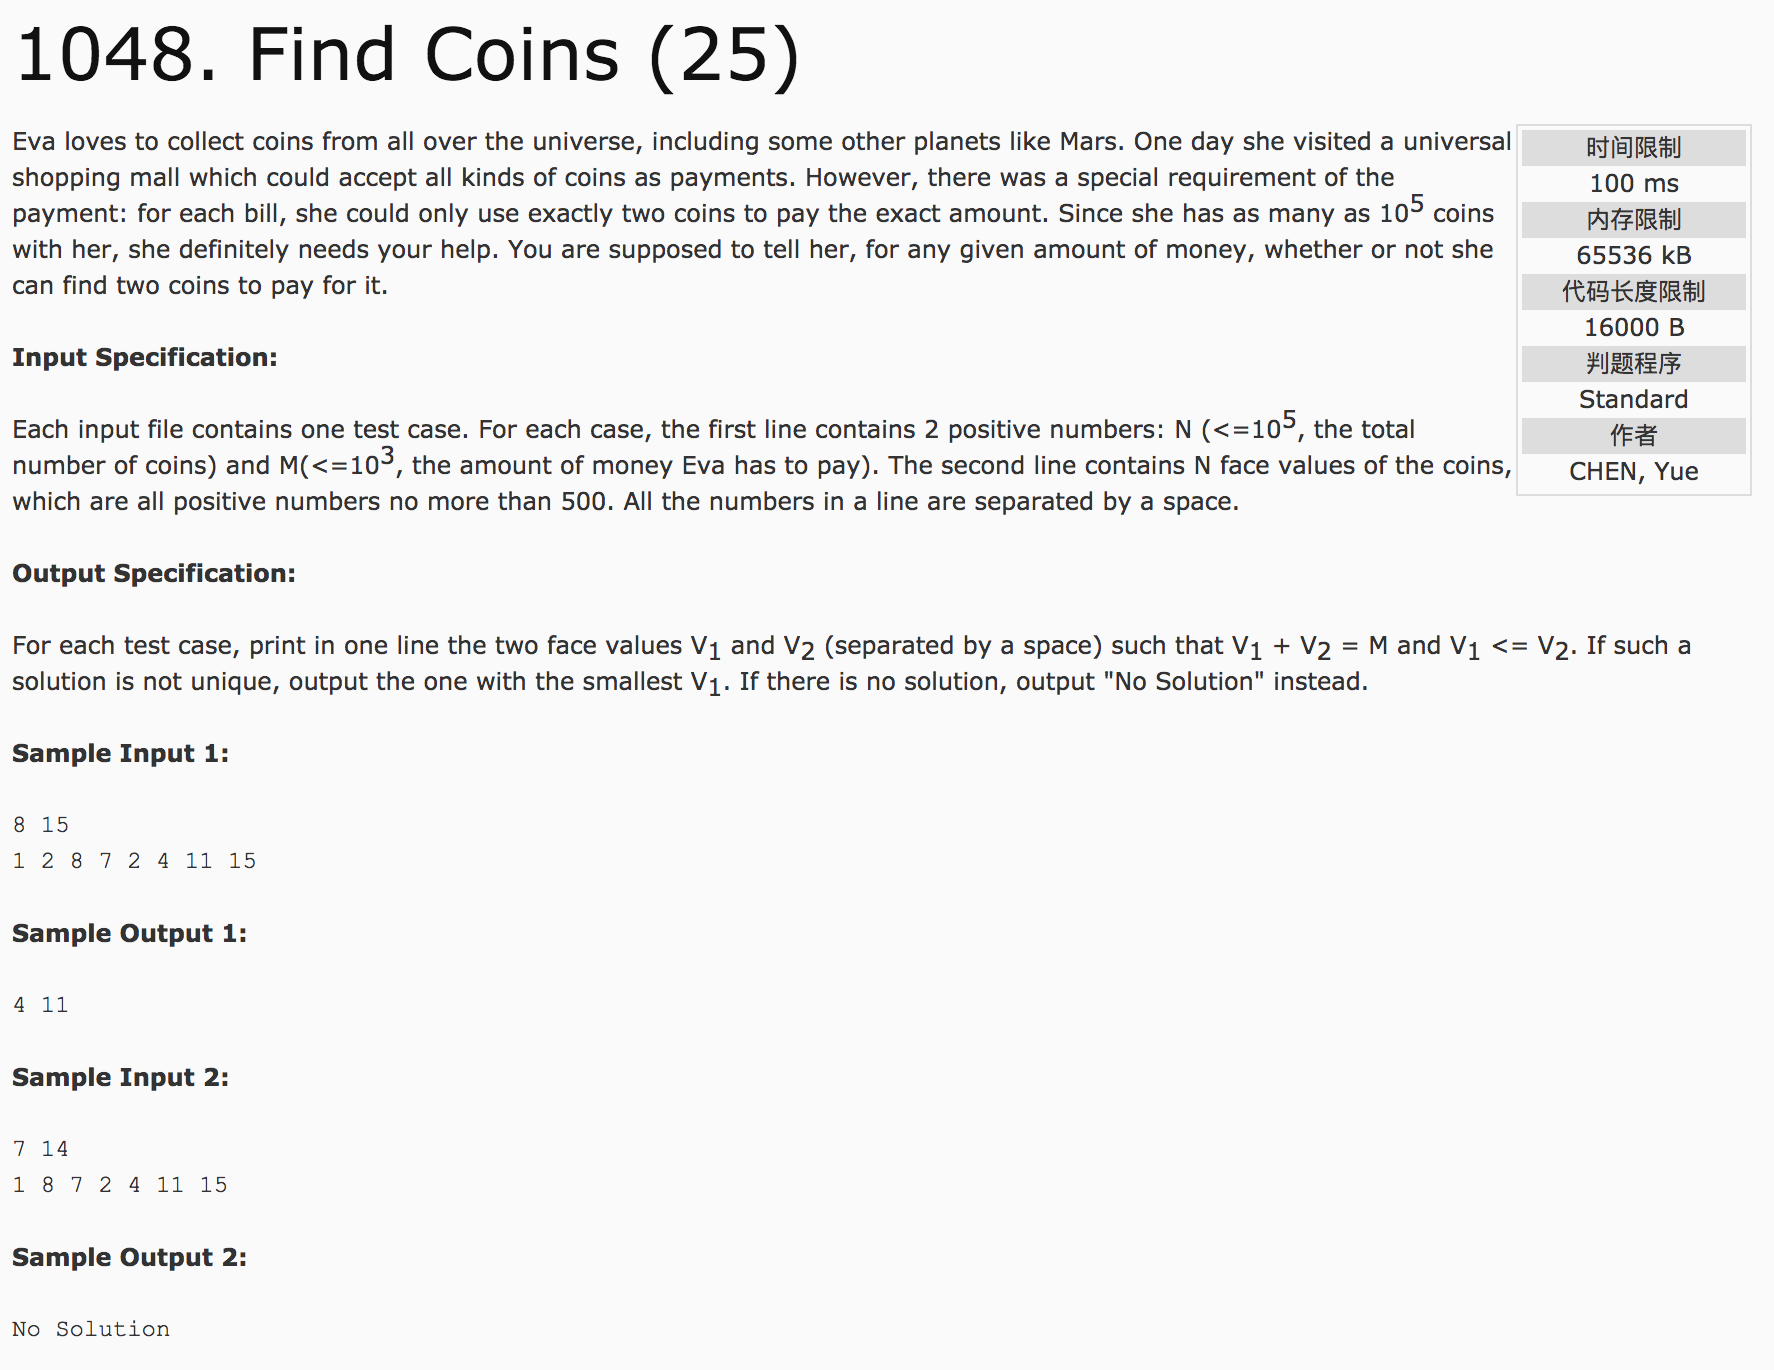 1048. Find Coins (25)
Eva loves to collect coins from all over the universe, including some other planets like Mars. One day she visited a universal
shopping mall which could accept all kinds of coins as payments. However, there was a special requirement of the
payment: for each bill, she could only use exactly two coins to pay the exact amount. Since she has as many as 10^5 coins
with her, she definitely needs your help. You are supposed to tell her, for any given amount of money, whether or not she
can find two coins to pay for it.
时间限制
100 ms
内存限制
65536 kB
代码长度限制
16000 B
判题程序
Standard
作者
CHEN, Yue
Input Specification:
Each input file contains one test case. For each case, the first line contains 2 positive numbers: N (<=10^5, the total
number of coins) and M(<=10^3, the amount of money Eva has to pay). The second line contains N face values of the coins,
which are all positive numbers no more than 500. All the numbers in a line are separated by a space.
Output Specification:
For each test case, print in one line the two face values V1 and V2 (separated by a space) such that V1 + V2 = M and V1 <= V2. If such a
solution is not unique, output the one with the smallest V1. If there is no solution, output "No Solution" instead.
Sample Input 1:
8 15
1 2 8 7 2 4 11 15
Sample Output 1:
4 11
Sample Input 2:
7 14
1 8 7 2 4 11 15
Sample Output 2:
No Solution